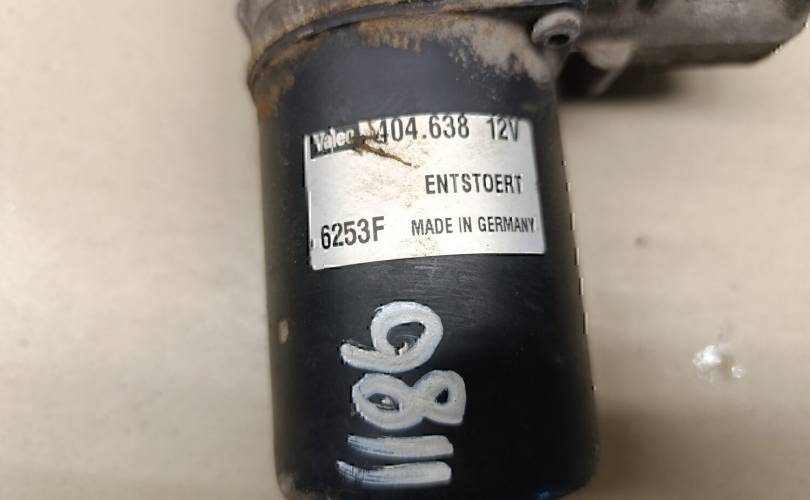 Valeo 404.638 12V
ENTSTOERT
6253F MADE IN GERMANY
1186